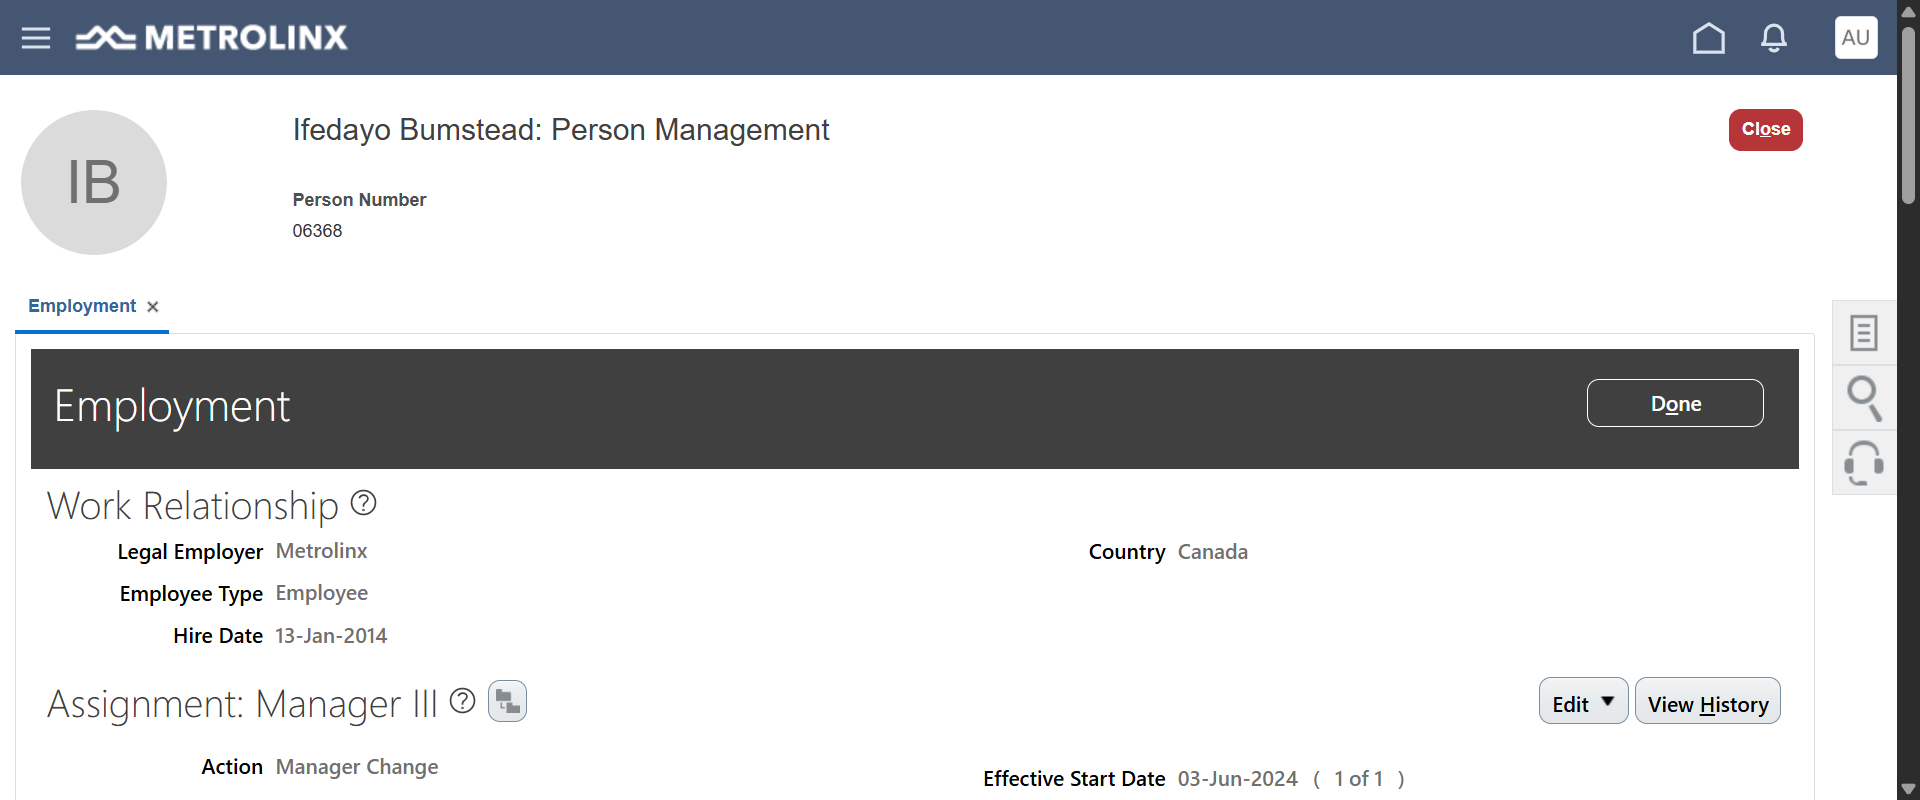 METROLINX
AU
IB
Ifedayo Bumstead: Person Management
Close
Person Number
06368
Employment
Employment
Done
Work Relationship
Legal Employer Metrolinx
Country Canada
Employee Type Employee
Hire Date 13-Jan-2014
Assignment: Manager III
Edit
View History
Action Manager Change
Effective Start Date 03-Jun-2024 ( 1 of 1 )